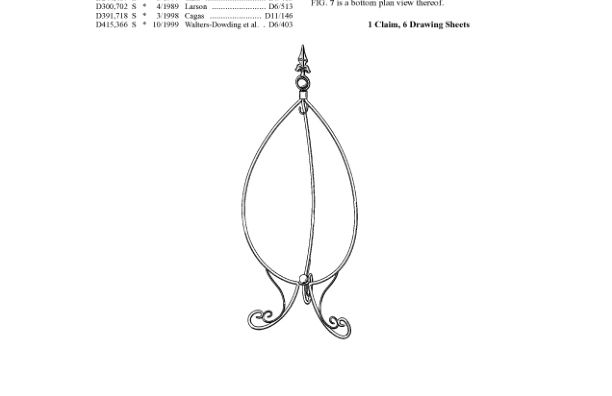 D300,702 S * 4/1989 Larson ..................... D6/513
D391,718 S * 3/1998 Cagas .................... D11/146
D415,366 S * 10/1999 Walters-Dowding et al. . . D6/403
FIG. 7 is a bottom plan view thereof.
1 Claim, 6 Drawing Sheets